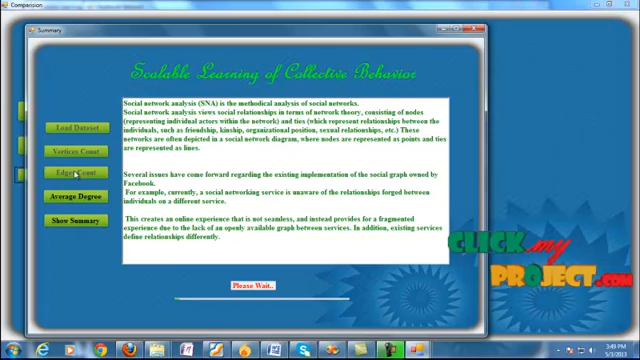 Comparision
Summary
Scalable Learning of Collective Behavior
Load Dataset
Vertices Count
Edges Count
Average Degree
Show Summary
Social network analysis (SNA) is the methodical analysis of social networks.
Social network analysis views social relationships in terms of network theory, consisting of nodes
(representing individual actors within the network) and ties (which represent relationships between the
individuals, such as friendship, kinship, organizational position, sexual relationships, etc.) These
networks are often depicted in a social network diagram, where nodes are represented as points and ties
are represented as lines.
Several issues have come forward regarding the existing implementation of the social graph owned by
Facebook.
For example, currently, a social networking service is unaware of the relationships forged between
individuals on a different service.
This creates an online experience that is not seamless, and instead provides for a fragmented
experience due to the lack of an openly available graph between services. In addition, existing services
define relationships differently.
Please Wait..
CLICK my
PROJECT.COM
3:49 PM
5/3/2013